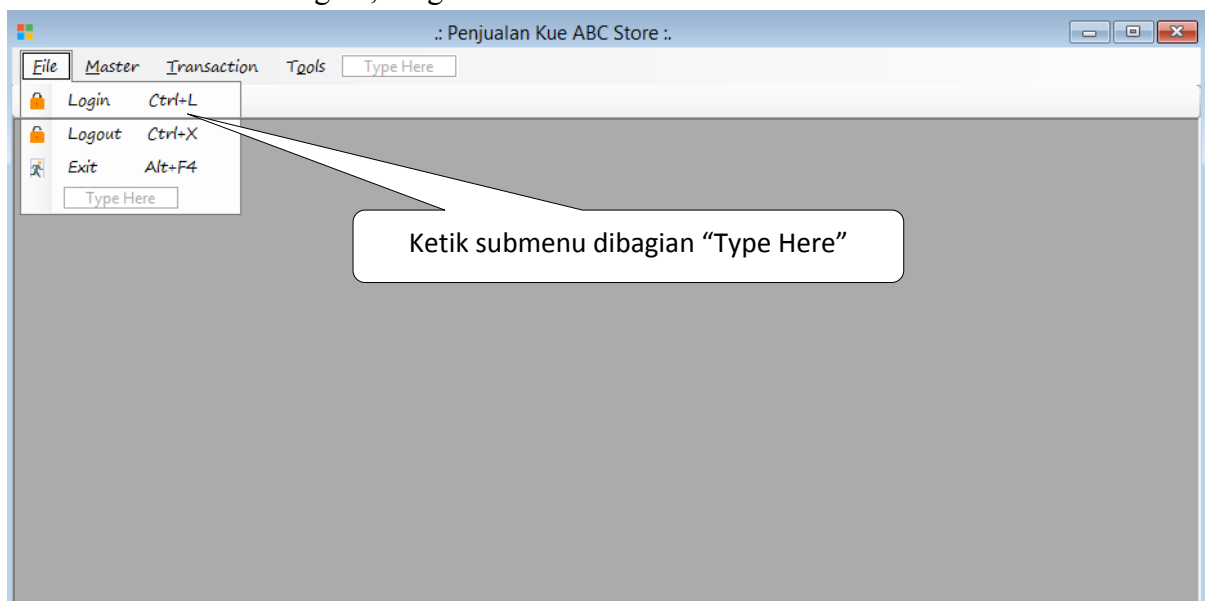 .: Penjualan Kue ABC Store :.
File Master Transaction Tools Type Here
Login Ctrl+L
Logout Ctrl+X
Exit Alt+F4
Type Here
Ketik submenu dibagian “Type Here”